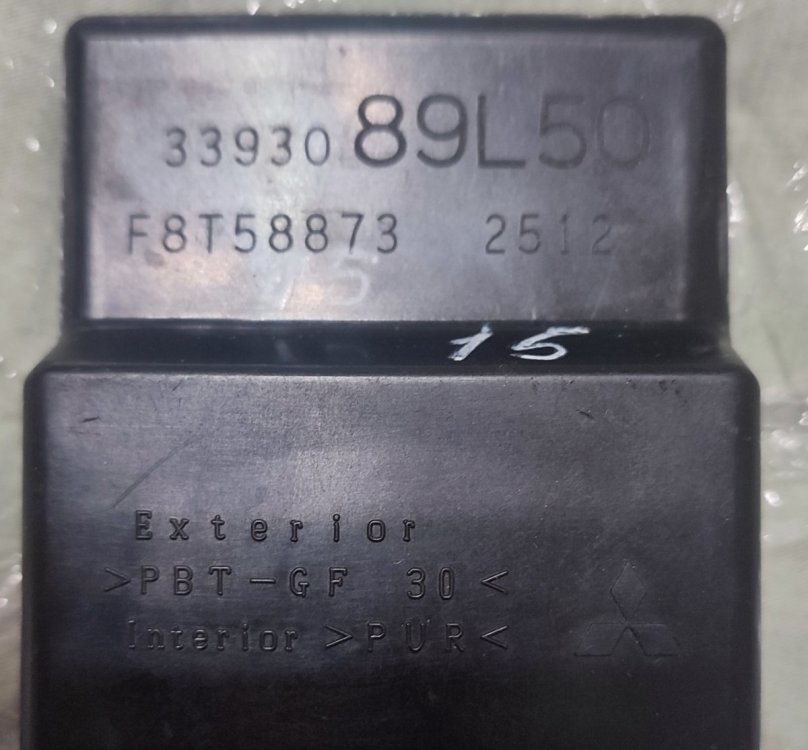 33930 89L50
F8T58873 2512
15
Exterior
>PBT-GF 30<
Interior >PUR<